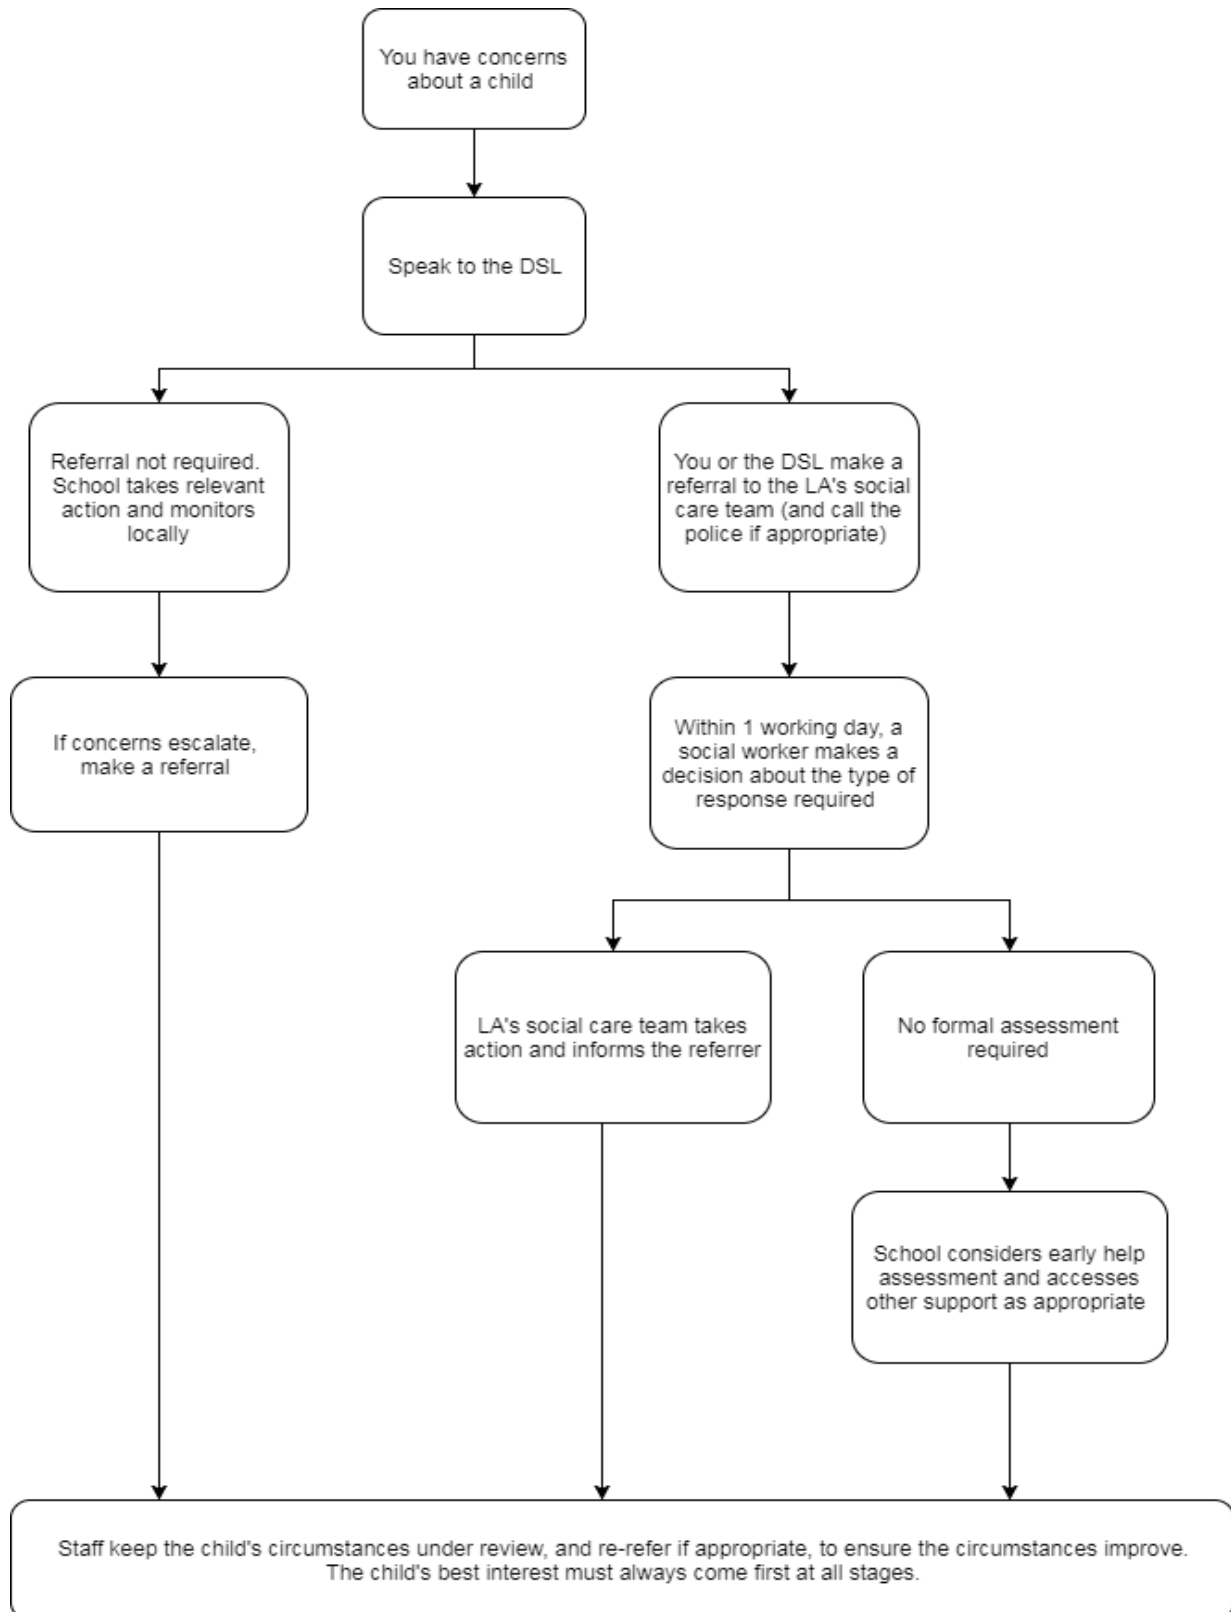 You have concerns
about a child
Speak to the DSL
Referral not required.
School takes relevant
action and monitors
locally
You or the DSL make a
referral to the LA's social
care team (and call the
police if appropriate)
If concerns escalate,
make a referral
Within 1 working day, a
social worker makes a
decision about the type of
response required
LA's social care team takes
action and informs the referrer
No formal assessment
required
School considers early help
assessment and accesses
other support as appropriate
Staff keep the child's circumstances under review, and re-refer if appropriate, to ensure the circumstances improve.
The child's best interest must always come first at all stages.